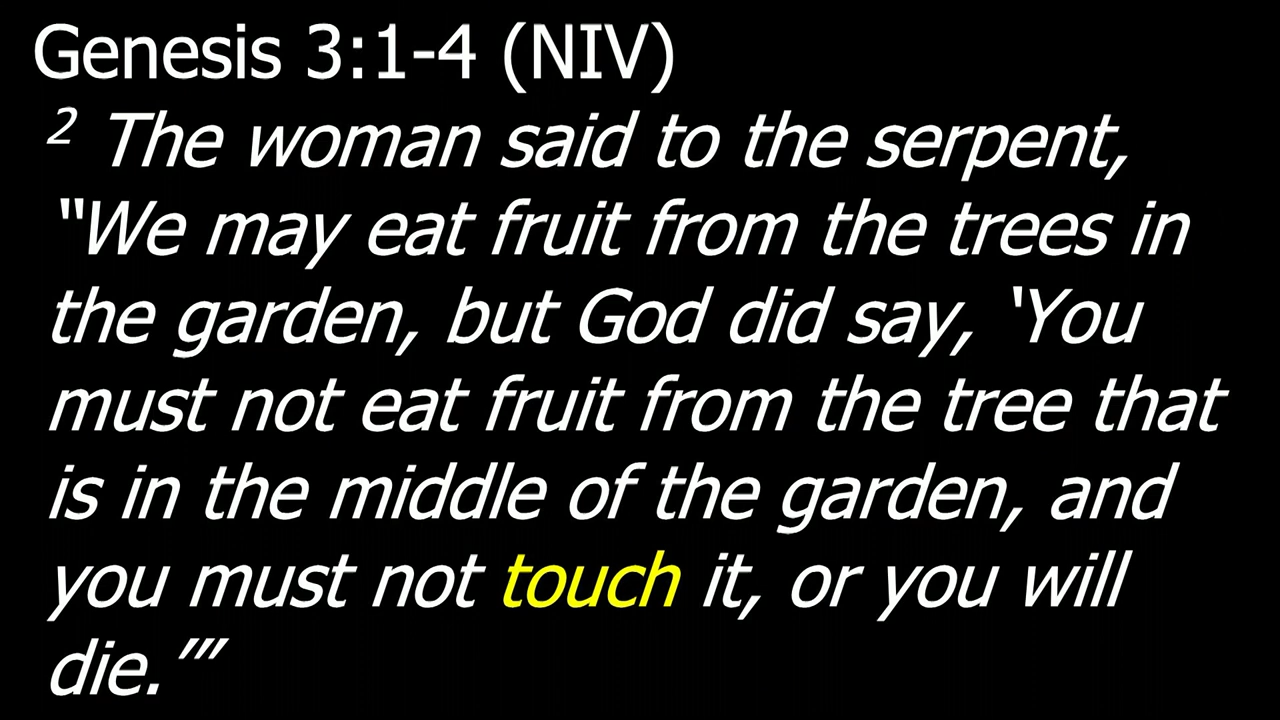 Genesis 3:1-4 (NIV)
2 The woman said to the serpent,
“We may eat fruit from the trees in
the garden, but God did say, ‘You
must not eat fruit from the tree that
is in the middle of the garden, and
you must not touch it, or you will
die.’”